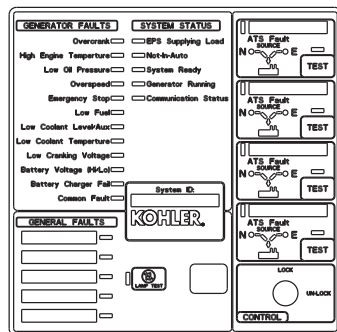 GENERATOR FAULTS
Overcrank
High Engine Temperture
Low Oil Pressure
Overspeed
Emergency Stop
Low Fuel
Low Coolant Level/Aux
Low Coolant Temperture
Low Cranking Voltage
Battery Voltage (Hi/Lo)
Battery Charger Fail
Common Fault
SYSTEM STATUS
EPS Supplying Load
Not-In-Auto
System Ready
Generator Running
Communication Status
System ID:
KOHLER®
GENERAL FAULTS
LAMP TEST
ATS Fault
SOURCE
N E
TEST
ATS Fault
SOURCE
N E
TEST
ATS Fault
SOURCE
N E
TEST
ATS Fault
SOURCE
N E
TEST
LOCK
UN-LOCK
CONTROL